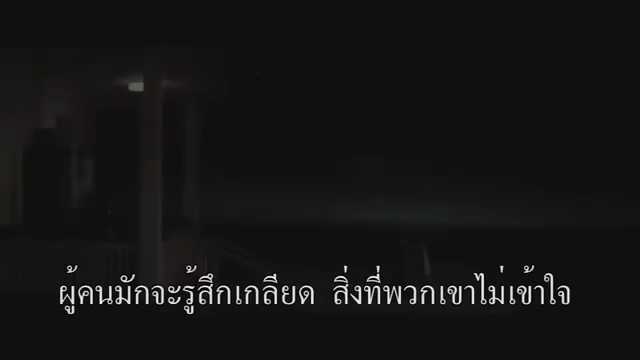 ผู้คนมักจะรู้สึกเกลียด สิ่งที่พวกเขาไม่เข้าใจ